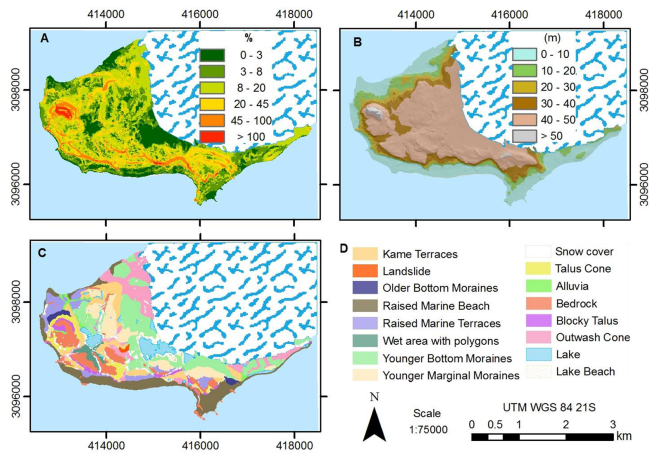 414000 416000 418000
A
%
0 - 3
3 - 8
8 - 20
20 - 45
45 - 100
> 100
3098000
3096000
B
(m)
0 - 10
10 - 20
20 - 30
30 - 40
40 - 50
> 50
414000 416000 418000
3098000
3096000
C
3098000
3096000
414000 416000 418000
D
Kame Terraces
Landslide
Older Bottom Moraines
Raised Marine Beach
Raised Marine Terraces
Wet area with polygons
Younger Bottom Moraines
Younger Marginal Moraines
Snow cover
Talus Cone
Alluvia
Bedrock
Blocky Talus
Outwash Cone
Lake
Lake Beach
N
Scale
1:75000
UTM WGS 84 21S
0 0.5 1 2 3
km